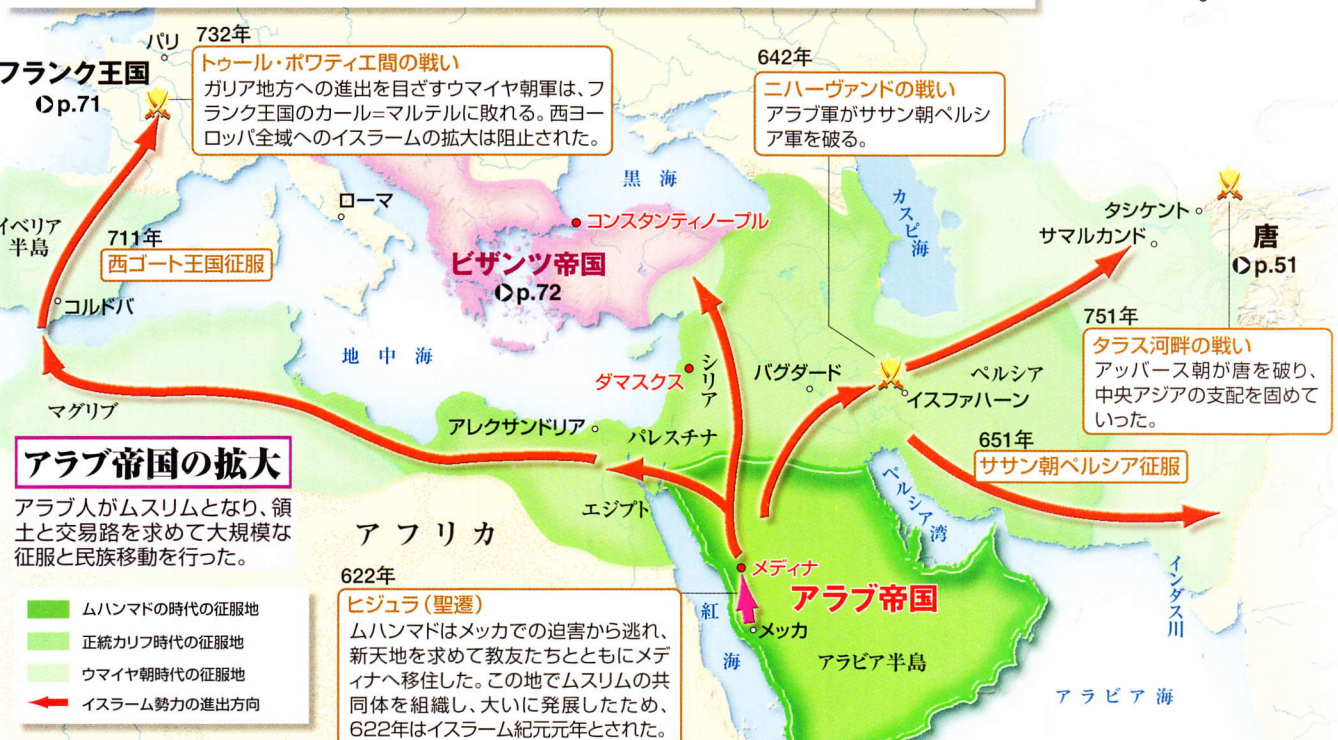 732年
パリ
フランク王国
p.71
トゥール・ポワティエ間の戦い
ガリア地方への進出を目ざすウマイヤ朝軍は、フ
ランク王国のカール=マルテルに敗れる。西ヨー
ロッパ全域へのイスラームの拡大は阻止された。
642年
ニハーヴァンドの戦い
アラブ軍がササン朝ペルシ
ア軍を破る。
黒海
カスピ海
ローマ
コンスタンティノープル
イベリア
半島
711年
西ゴート王国征服
ビザンツ帝国
p.72
タシケント
サマルカンド
唐
p.51
コルドバ
地中海
751年
タラス河畔の戦い
アッバース朝が唐を破り、
中央アジアの支配を固めて
いった。
ダマスクス
シリア
バグダード
ペルシア
イスファハーン
マグリブ
アレクサンドリア
パレスチナ
651年
ササン朝ペルシア征服
アラブ帝国の拡大
アラブ人がムスリムとなり、領
土と交易路を求めて大規模な
征服と民族移動を行った。
エジプト
アフリカ
ペルシア湾
インダス川
622年
ヒジュラ(聖遷)
ムハンマドはメッカでの迫害から逃れ、
新天地を求めて教友たちとともにメデ
ィナへ移住した。この地でムスリムの共
同体を組織し、大いに発展したため、
622年はイスラーム紀元元年とされた。
メディナ
アラブ帝国
紅海
メッカ
アラビア半島
アラビア海
ムハンマドの時代の征服地
正統カリフ時代の征服地
ウマイヤ朝時代の征服地
イスラーム勢力の進出方向